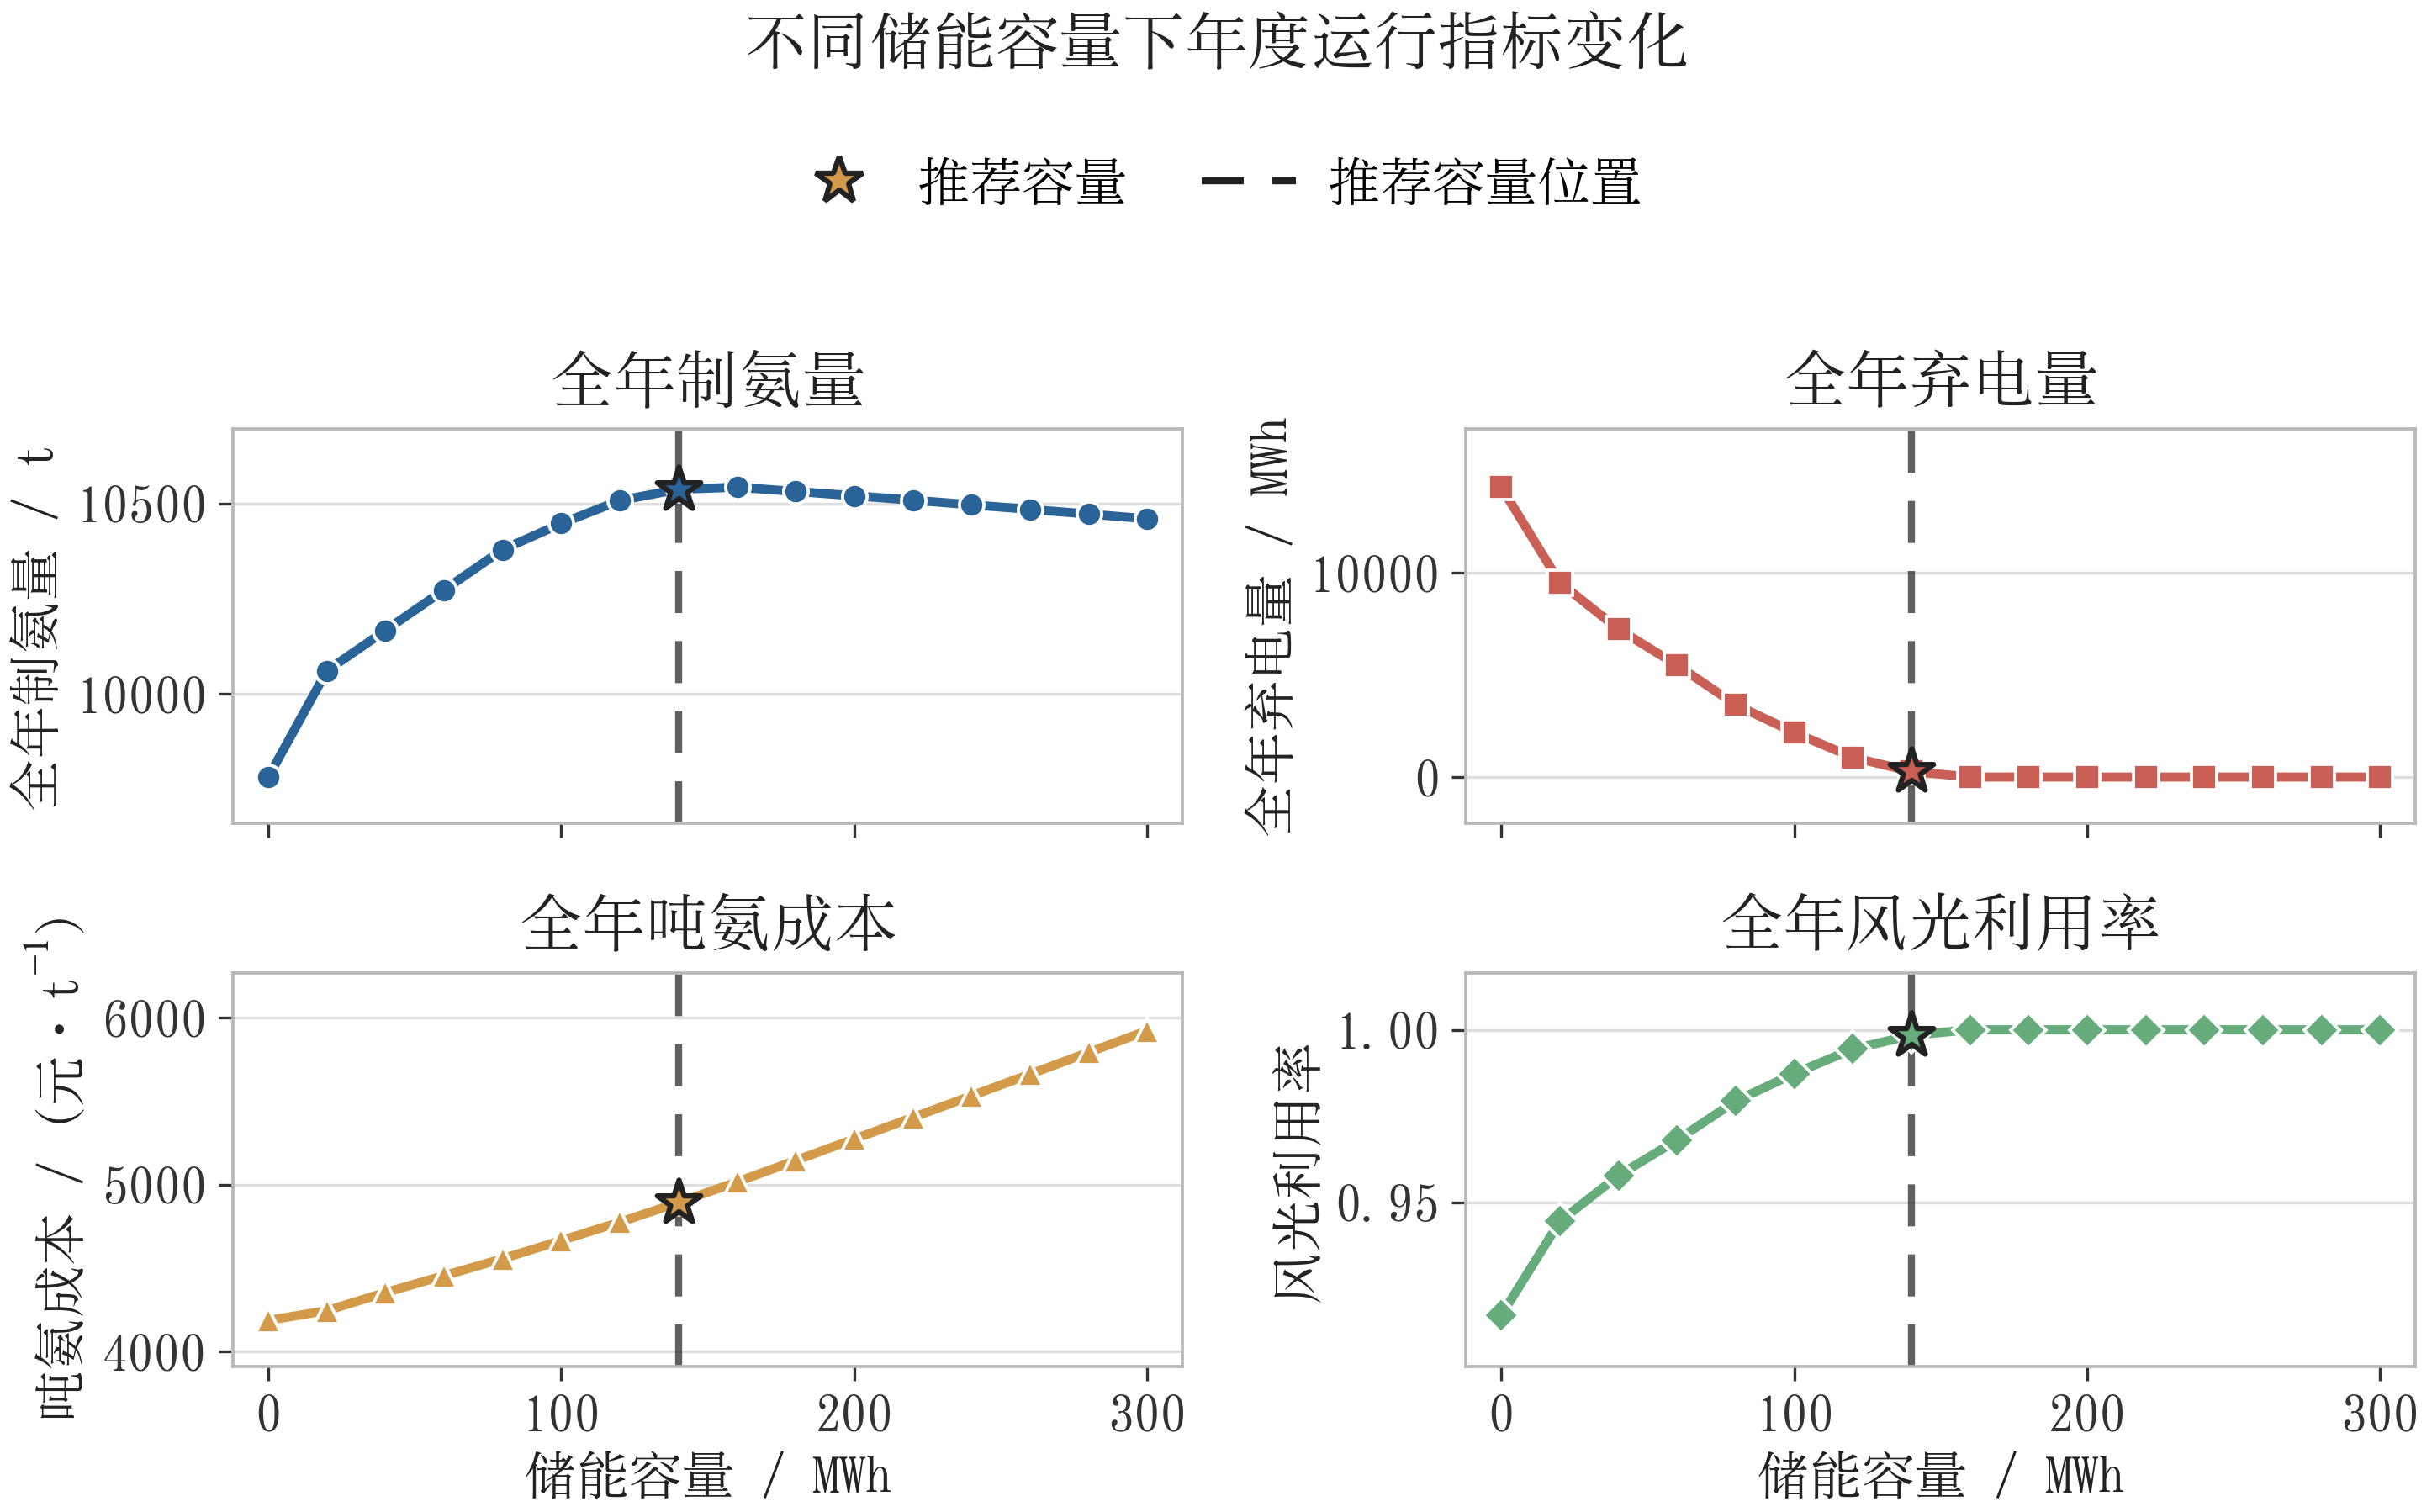 不同储能容量下年度运行指标变化
推荐容量
推荐容量位置
全年制氨量
全年制氨量 / t
10500
10000
全年弃电量
全年弃电量 / MWh
10000
0
全年吨氨成本
吨氨成本 / (元·t⁻¹)
6000
5000
4000
0 100 200 300
储能容量 / MWh
全年风光利用率
风光利用率
1.00
0.95
0 100 200 300
储能容量 / MWh